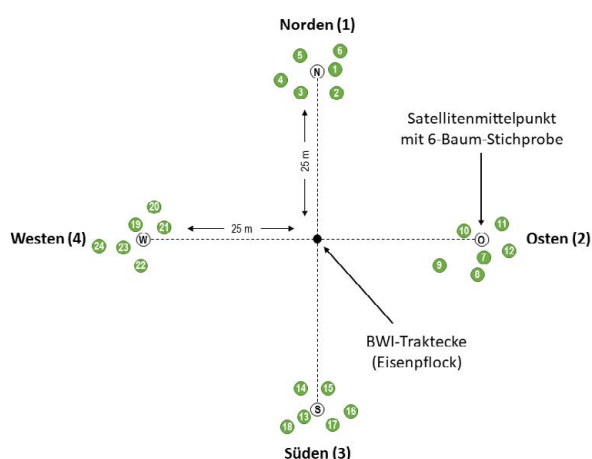 Norden (1)
5
6
N
1
4
3
2
25 m
Satellitenmittelpunkt
mit 6-Baum-Stichprobe
20
19
21
Westen (4)
W
24
23
22
25 m
10
11
O
Osten (2)
12
7
9
8
BWI-Traktecke
(Eisenpflock)
14
15
S
13
16
18
17
Süden (3)